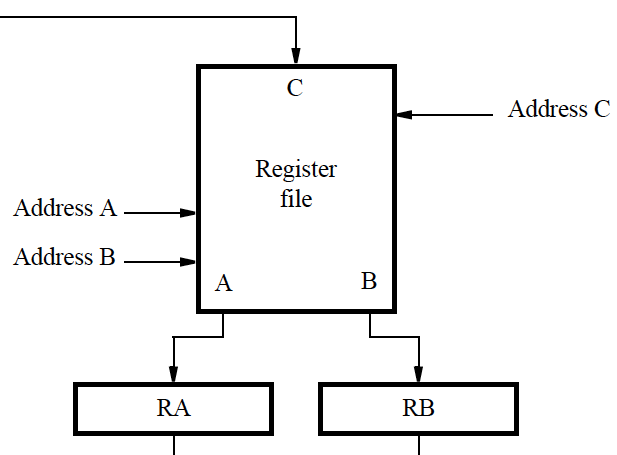 C
Address C
Register
file
Address A
Address B
A
B
RA
RB